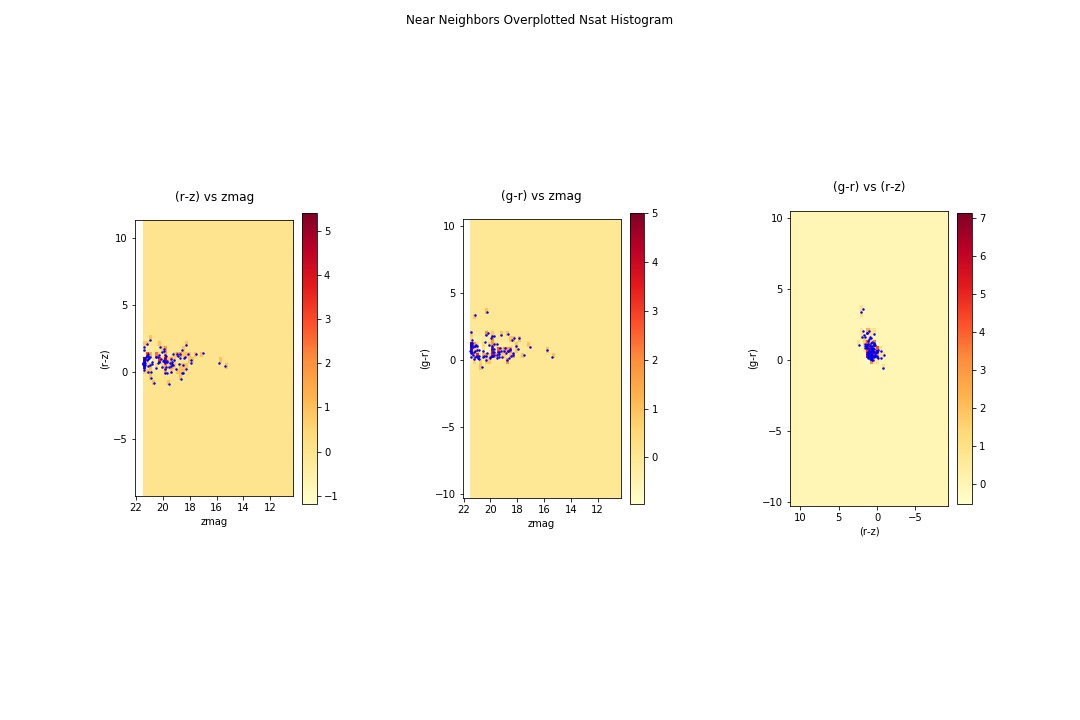 Near Neighbors Overplotted Nsat Histogram
(r-z) vs zmag
10
5
0
−5
(r-z)
22 20 18 16 14 12
zmag
5
4
3
2
1
0
−1
(g-r) vs zmag
10
5
0
−5
−10
(g-r)
22 20 18 16 14 12
zmag
5
4
3
2
1
0
(g-r) vs (r-z)
10
5
0
−5
−10
(g-r)
10 5 0 −5
(r-z)
7
6
5
4
3
2
1
0